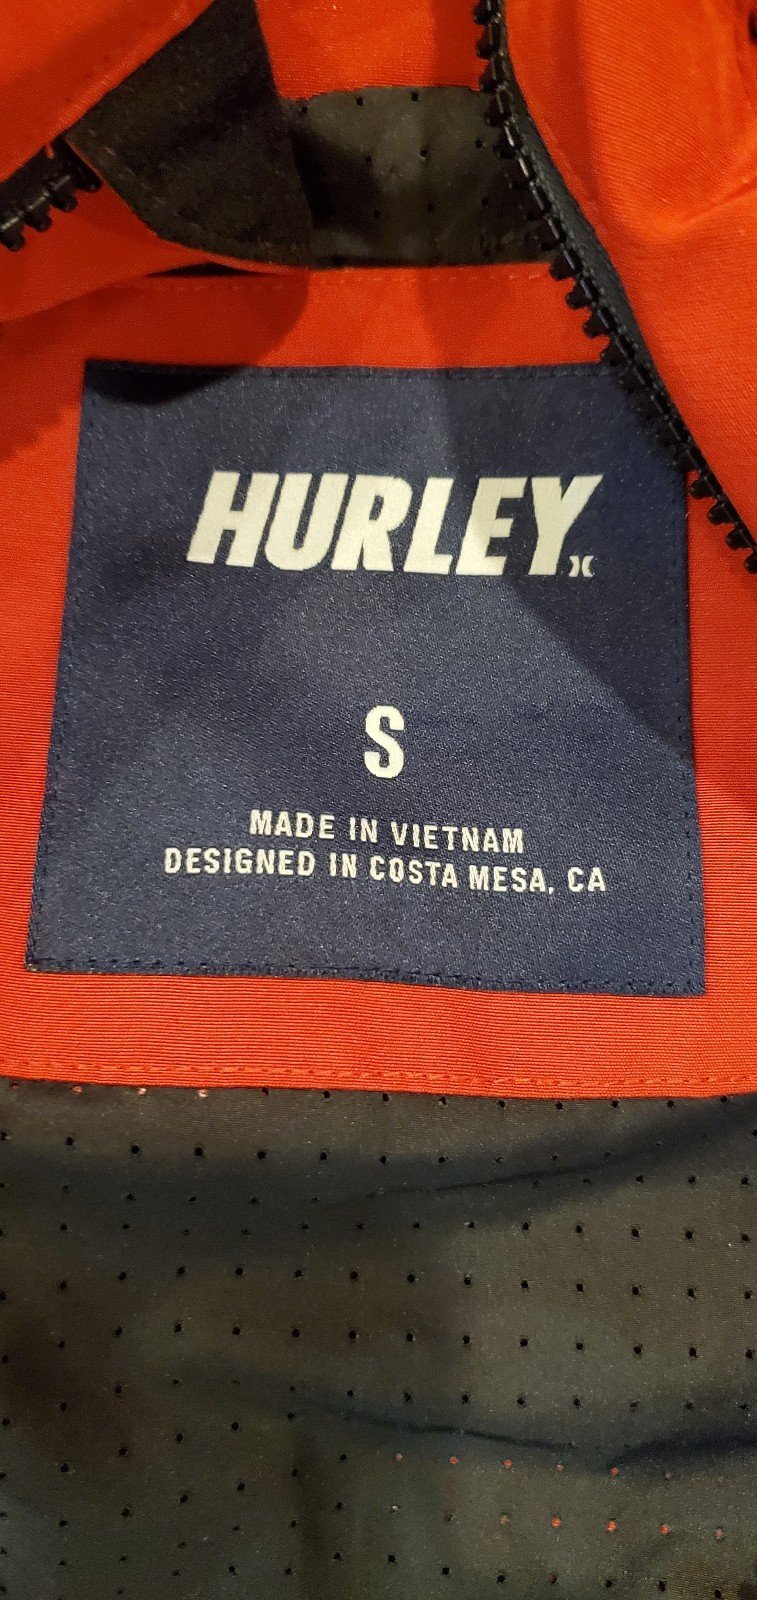 HURLEY
S
MADE IN VIETNAM
DESIGNED IN COSTA MESA, CA